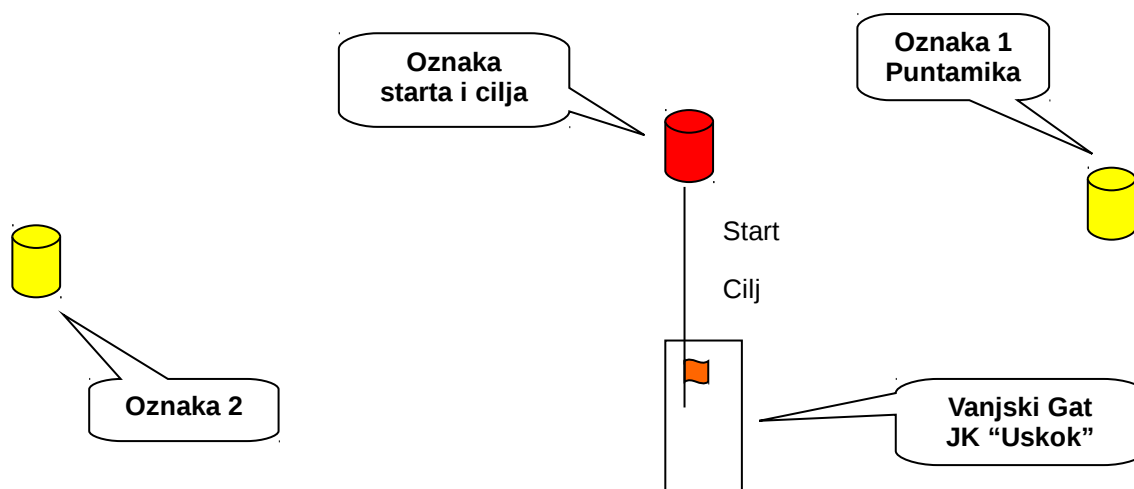 Oznaka
starta i cilja
Oznaka 1
Puntamika
Start
Cilj
Oznaka 2
Vanjski Gat
JK “Uskok”